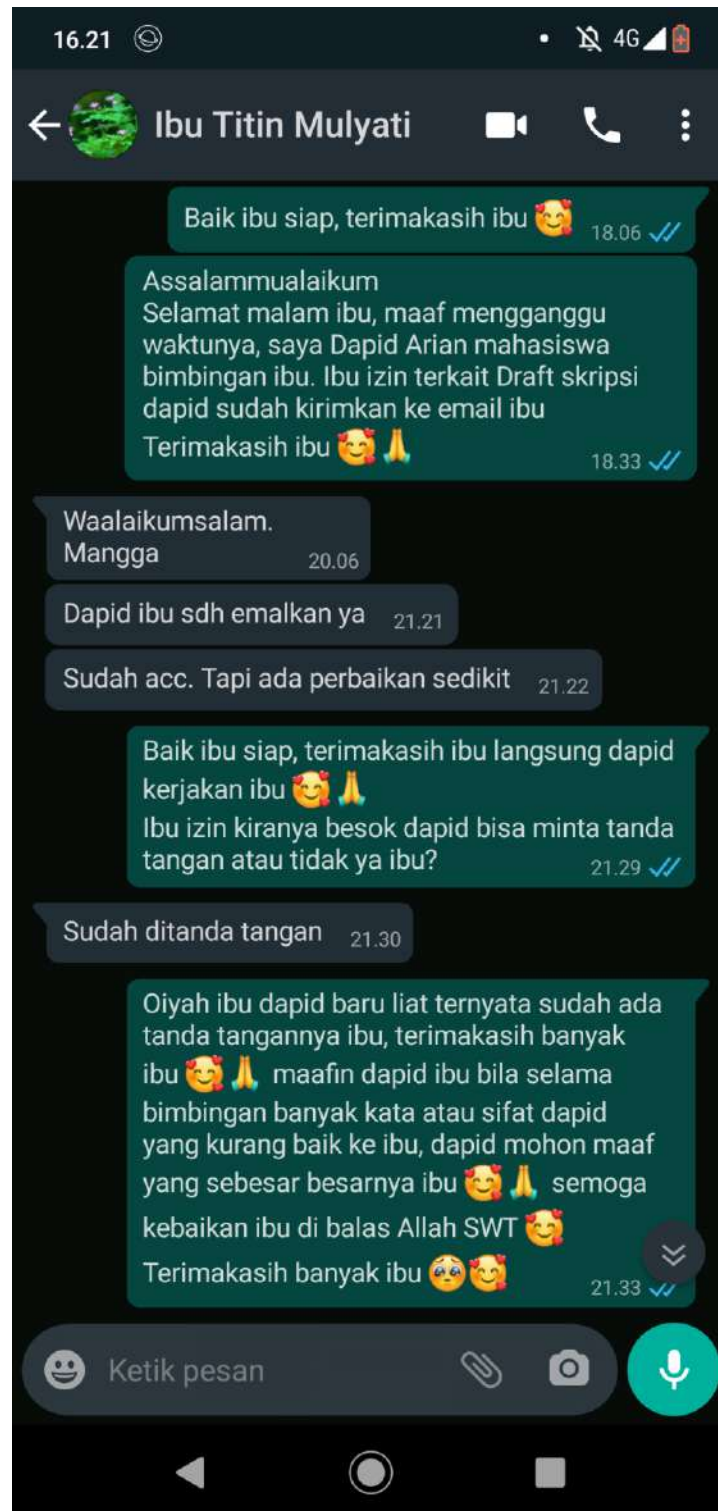 16.21
4G
Ibu Titin Mulyati
Baik ibu siap, terimakasih ibu 🥰 18.06
Assalammualaikum
Selamat malam ibu, maaf mengganggu
waktunya, saya Dapid Arian mahasiswa
bimbingan ibu. Ibu izin terkait Draft skripsi
dapid sudah kirimkan ke email ibu
Terimakasih ibu 🥰🙏 18.33
Waalaikumsalam.
Mangga 20.06
Dapid ibu sdh emalkan ya 21.21
Sudah acc. Tapi ada perbaikan sedikit 21.22
Baik ibu siap, terimakasih ibu langsung dapid
kerjakan ibu 🥰🙏
Ibu izin kiranya besok dapid bisa minta tanda
tangan atau tidak ya ibu? 21.29
Sudah ditanda tangan 21.30
Oiyah ibu dapid baru liat ternyata sudah ada
tanda tangannya ibu, terimakasih banyak
ibu 🥰🙏 maafin dapid ibu bila selama
bimbingan banyak kata atau sifat dapid
yang kurang baik ke ibu, dapid mohon maaf
yang sebesar besarnya ibu 🥰🙏 semoga
kebaikan ibu di balas Allah SWT 🥰
Terimakasih banyak ibu 🥹🥰 21.33
Ketik pesan